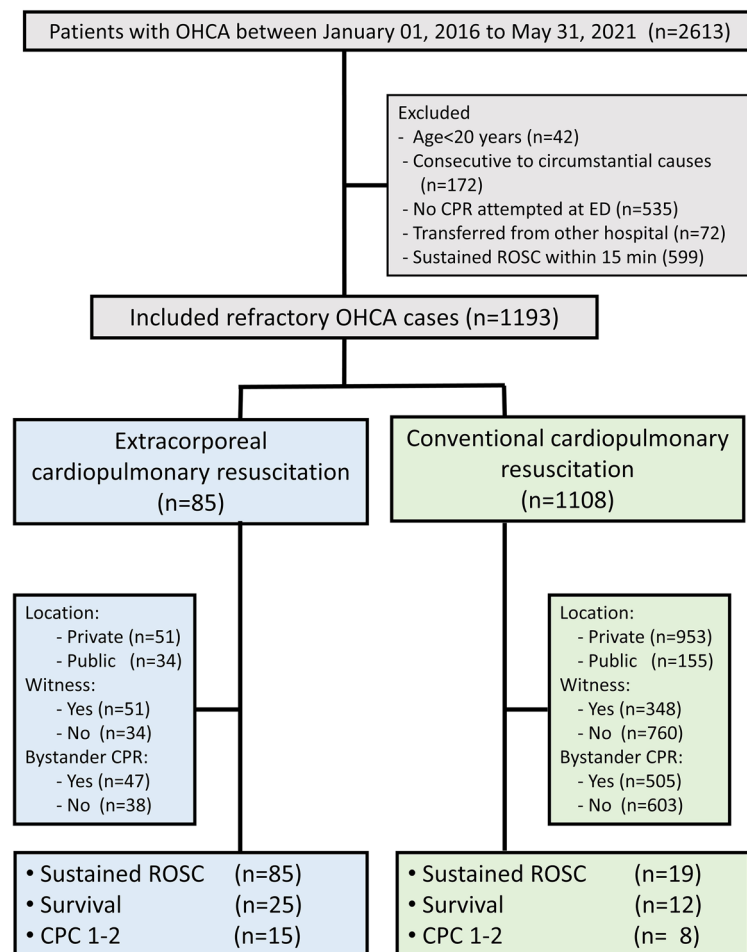 Patients with OHCA between January 01, 2016 to May 31, 2021 (n=2613)
Excluded
- Age<20 years (n=42)
- Consecutive to circumstantial causes
(n=172)
- No CPR attempted at ED (n=535)
- Transferred from other hospital (n=72)
- Sustained ROSC within 15 min (599)
Included refractory OHCA cases (n=1193)
Extracorporeal
cardiopulmonary resuscitation
(n=85)
Conventional cardiopulmonary
resuscitation
(n=1108)
Location:
- Private (n=51)
- Public (n=34)
Witness:
- Yes (n=51)
- No (n=34)
Bystander CPR:
- Yes (n=47)
- No (n=38)
Location:
- Private (n=953)
- Public (n=155)
Witness:
- Yes (n=348)
- No (n=760)
Bystander CPR:
- Yes (n=505)
- No (n=603)
• Sustained ROSC (n=85)
• Survival (n=25)
• CPC 1-2 (n=15)
• Sustained ROSC (n=19)
• Survival (n=12)
• CPC 1-2 (n= 8)